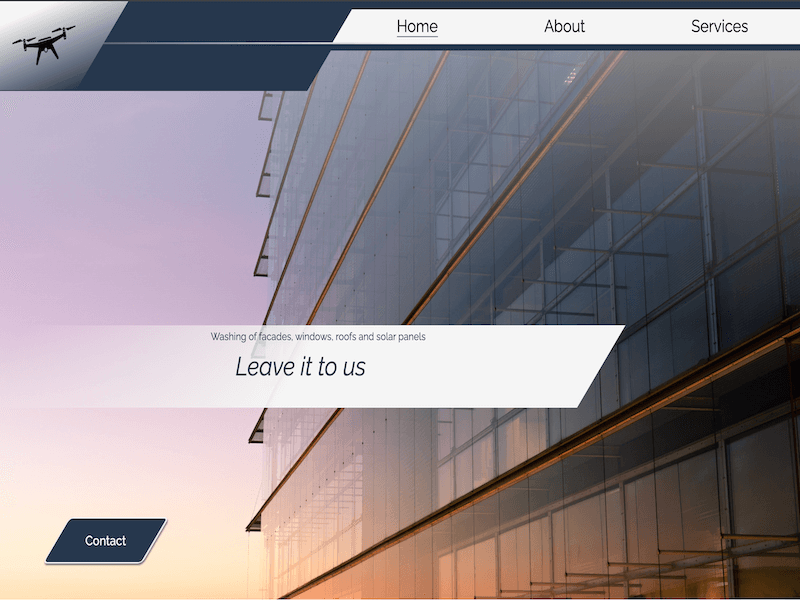 Home
About
Services
Washing of facades, windows, roofs and solar panels
Leave it to us
Contact